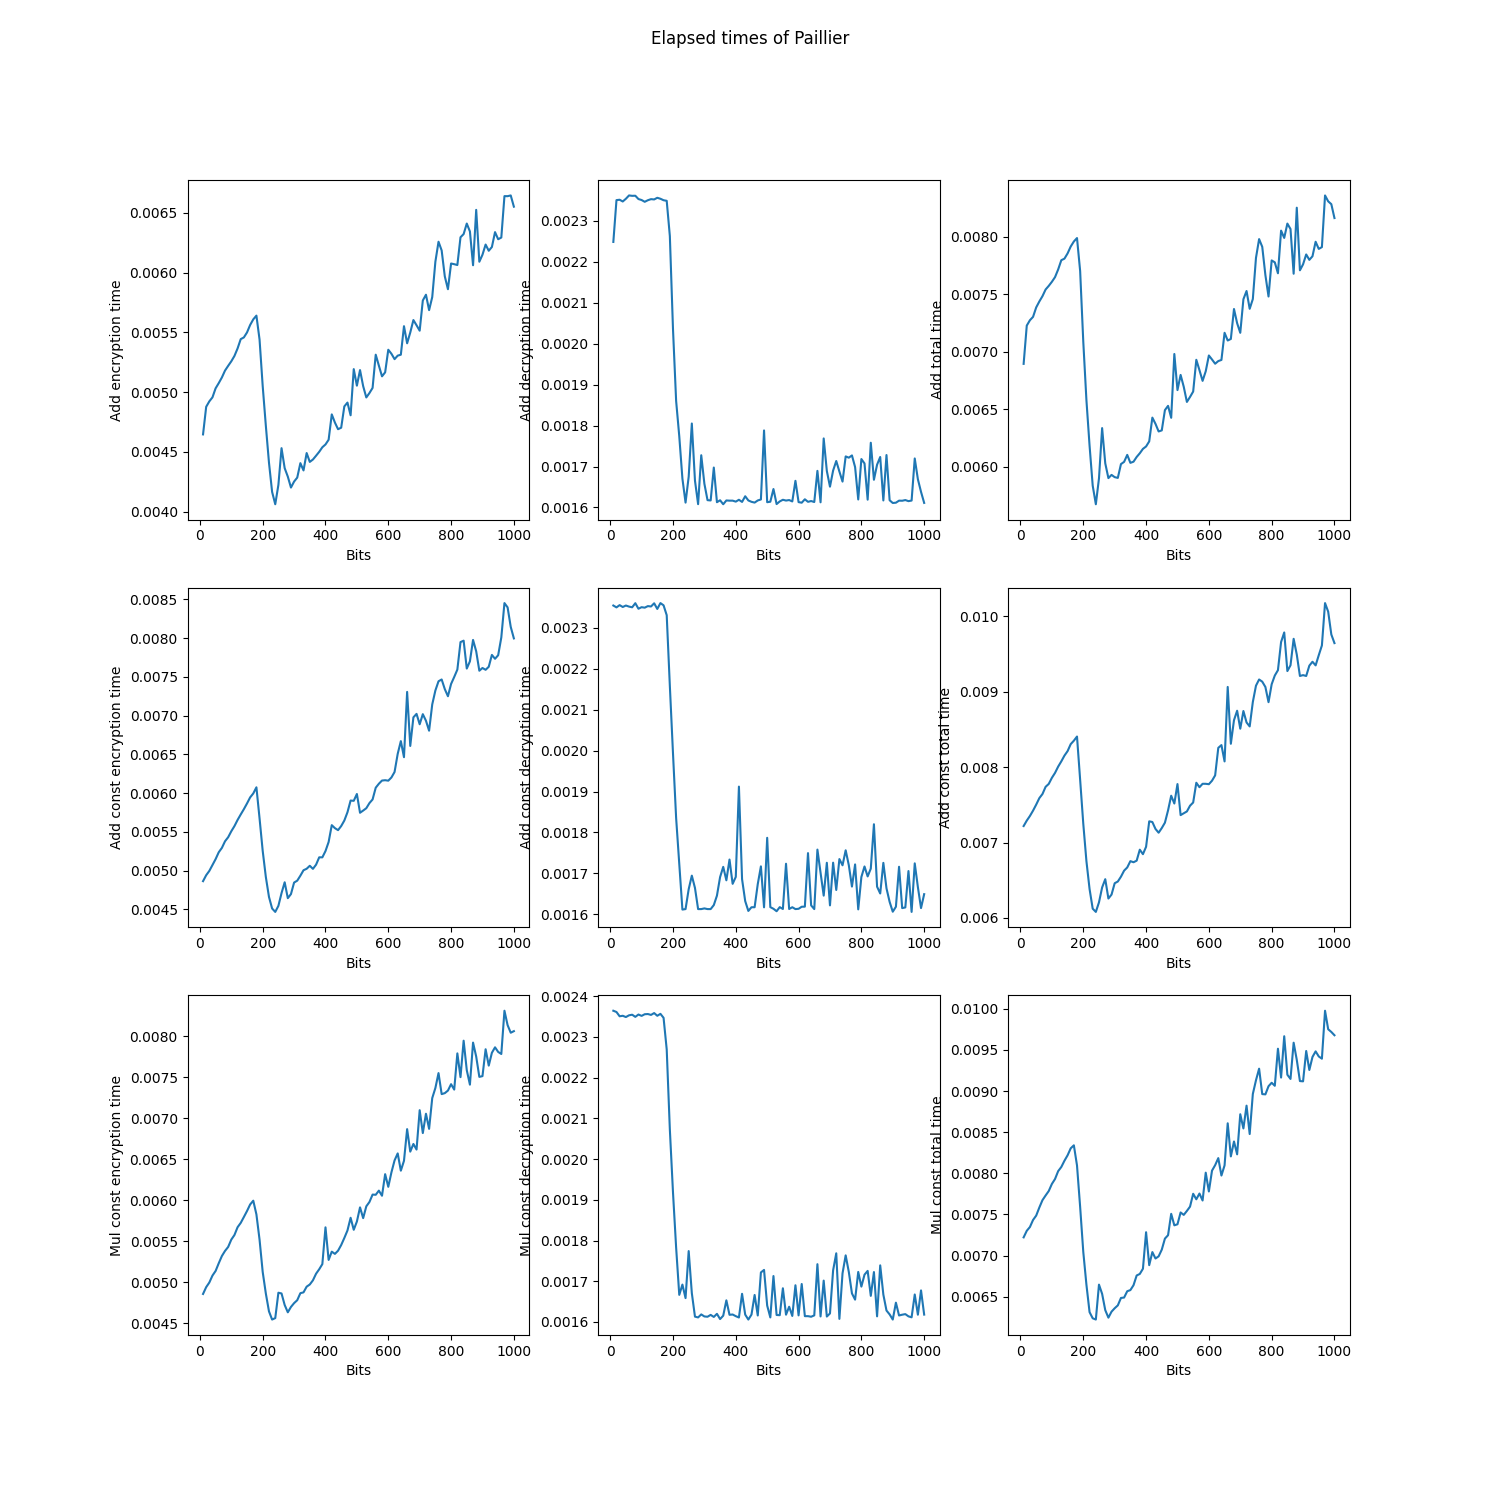 Elapsed times of Paillier
Add encryption time
0.0065
0.0060
0.0055
0.0050
0.0045
0.0040
0 200 400 600 800 1000
Bits
Add decryption time
0.0023
0.0022
0.0021
0.0020
0.0019
0.0018
0.0017
0.0016
0 200 400 600 800 1000
Bits
Add total time
0.0080
0.0075
0.0070
0.0065
0.0060
0 200 400 600 800 1000
Bits
Add const encryption time
0.0085
0.0080
0.0075
0.0070
0.0065
0.0060
0.0055
0.0050
0.0045
0 200 400 600 800 1000
Bits
Add const decryption time
0.0023
0.0022
0.0021
0.0020
0.0019
0.0018
0.0017
0.0016
0 200 400 600 800 1000
Bits
Add const total time
0.010
0.009
0.008
0.007
0.006
0 200 400 600 800 1000
Bits
Mul const encryption time
0.0080
0.0075
0.0070
0.0065
0.0060
0.0055
0.0050
0.0045
0 200 400 600 800 1000
Bits
Mul const decryption time
0.0024
0.0023
0.0022
0.0021
0.0020
0.0019
0.0018
0.0017
0.0016
0 200 400 600 800 1000
Bits
Mul const total time
0.0100
0.0095
0.0090
0.0085
0.0080
0.0075
0.0070
0.0065
0 200 400 600 800 1000
Bits